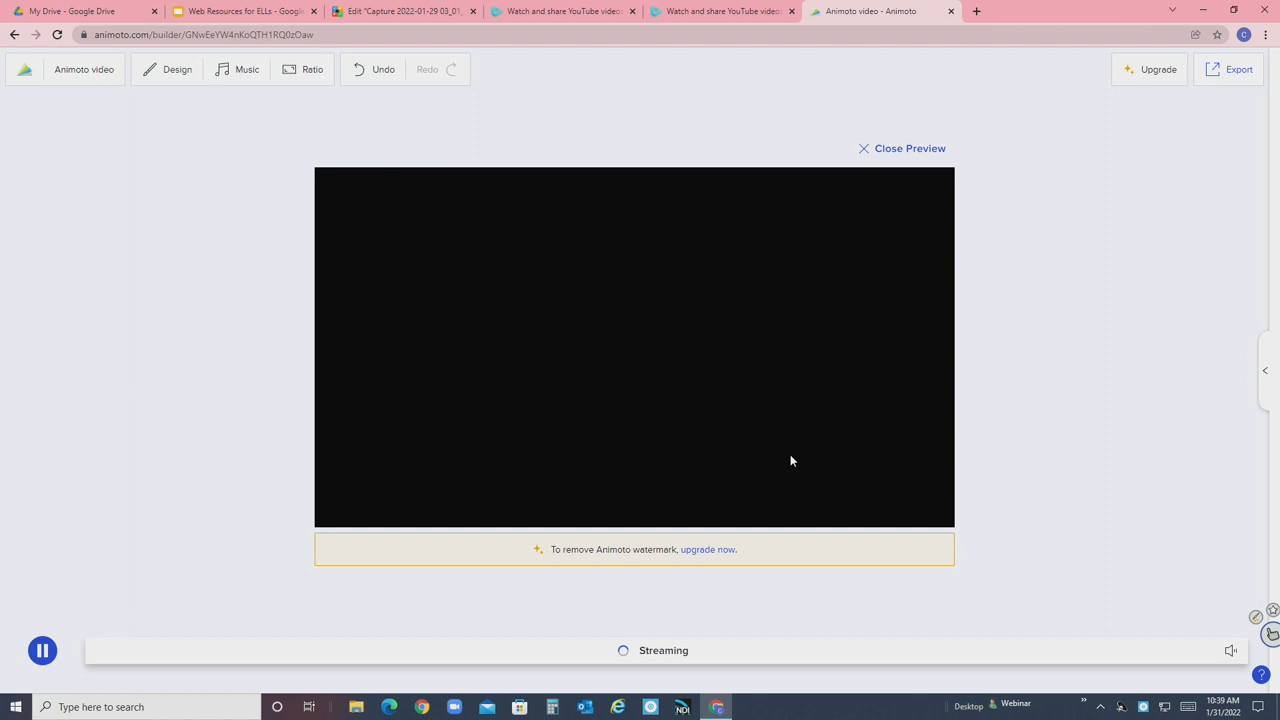 My Drive - Google Drive
Web Resources for ELLs - Google
Edit "Capture 2022-01-29 03_01_
Watch and share YouTube video
Watch and share YouTube video
Animoto video - Animoto
animoto.com/builder/GNwEeYW4nKoQTH1RQ0zOaw
C
Animoto video
Design
Music
Ratio
Undo
Redo
Upgrade
Export
Close Preview
To remove Animoto watermark, upgrade now.
Streaming
?
Type here to search
NDI
Desktop
Webinar
10:39 AM
1/31/2022